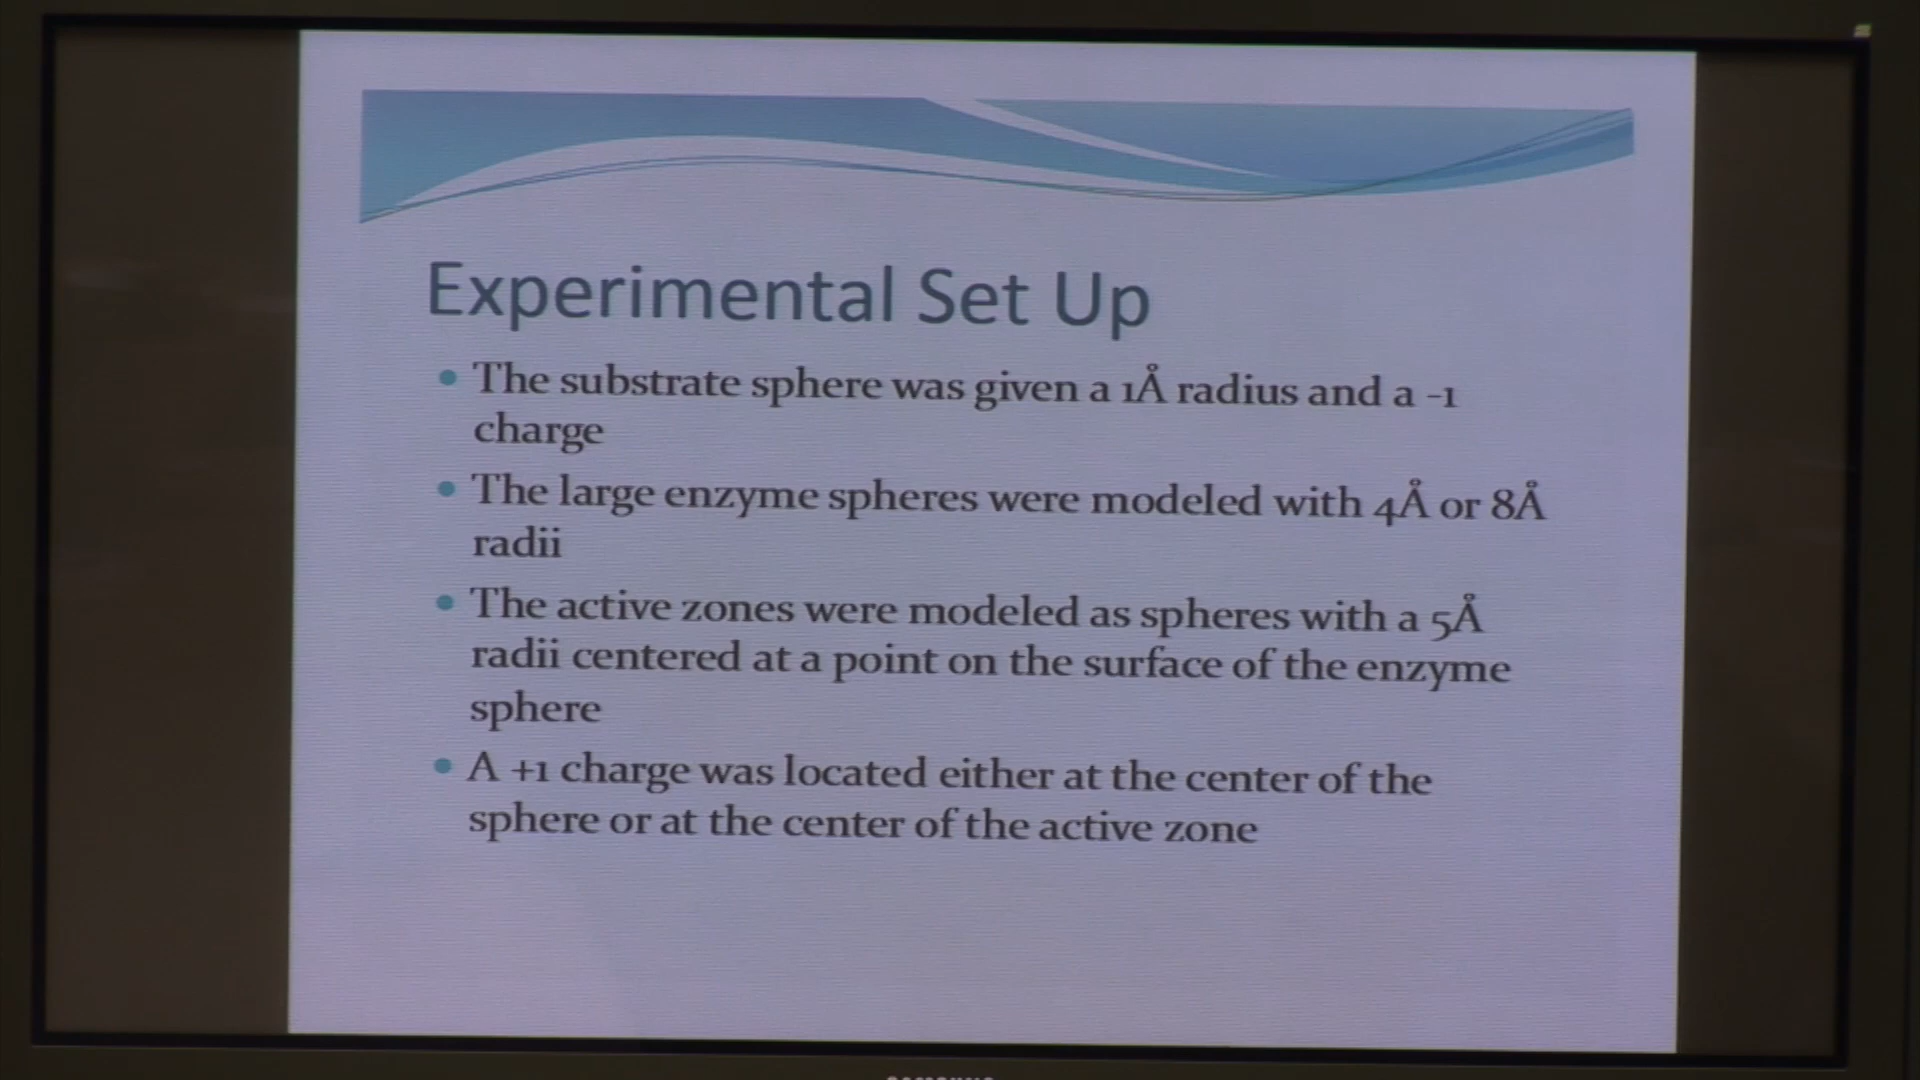 Experimental Set Up
The substrate sphere was given a 1Å radius and a -1
charge
The large enzyme spheres were modeled with 4Å or 8Å
radii
The active zones were modeled as spheres with a 5Å
radii centered at a point on the surface of the enzyme
sphere
A +1 charge was located either at the center of the
sphere or at the center of the active zone